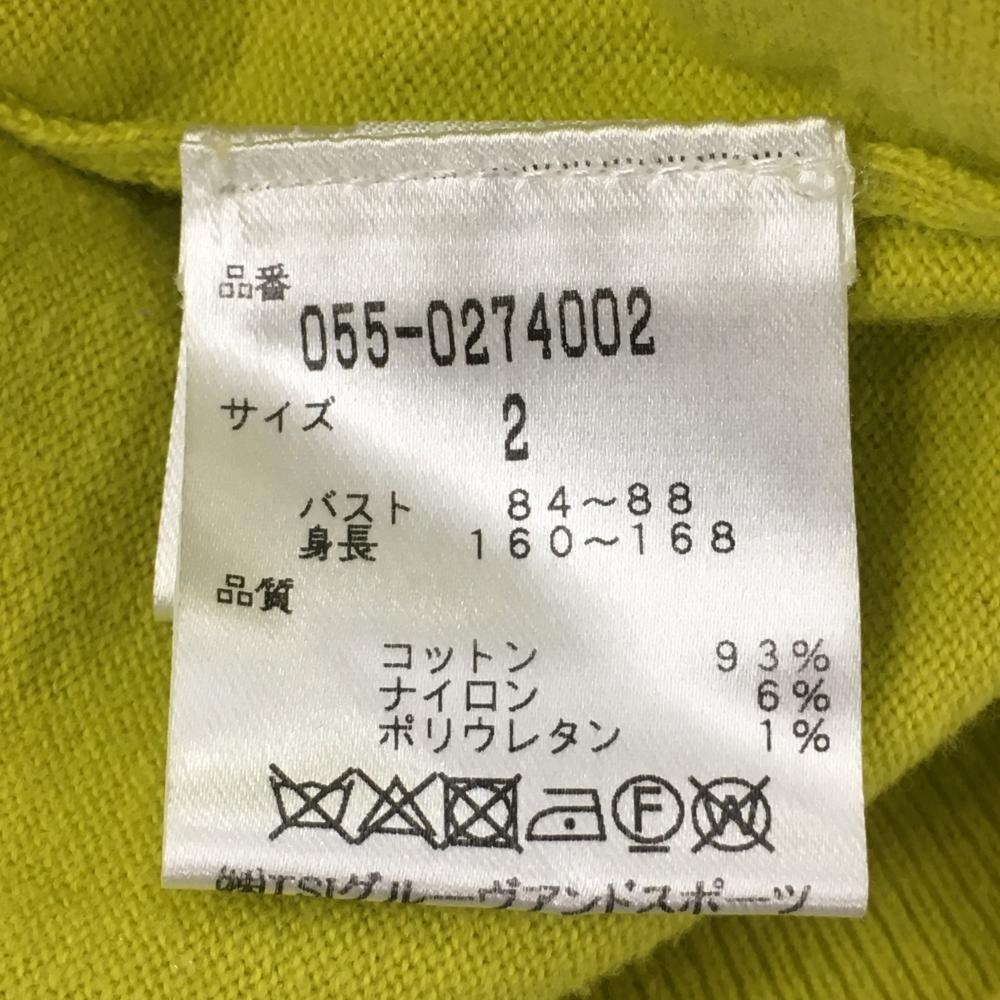 品番
055-0274002
サイズ 2
バスト 84~88
身長 160~168
品質
コットン 93%
ナイロン 6%
ポリウレタン 1%
F W
㈱TSIグルーヴアンドスポーツ